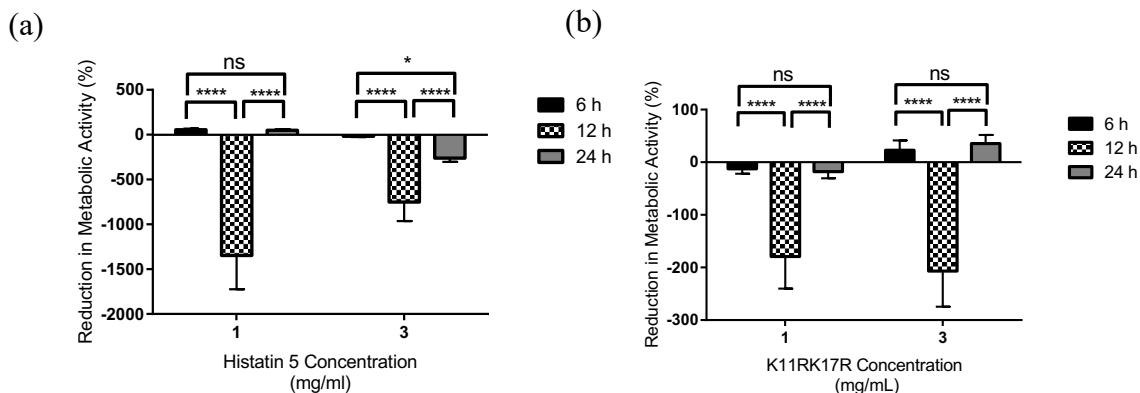 (a)
Reduction in Metabolic Activity (%)
500
0
-500
-1000
-1500
-2000
ns
*
**** ****
**** ****
1
3
Histatin 5 Concentration
(mg/ml)
6 h
12 h
24 h
(b)
Reduction in Metabolic Activity (%)
100
0
-100
-200
-300
ns
ns
**** ****
**** ****
1
3
K11RK17R Concentration
(mg/mL)
6 h
12 h
24 h